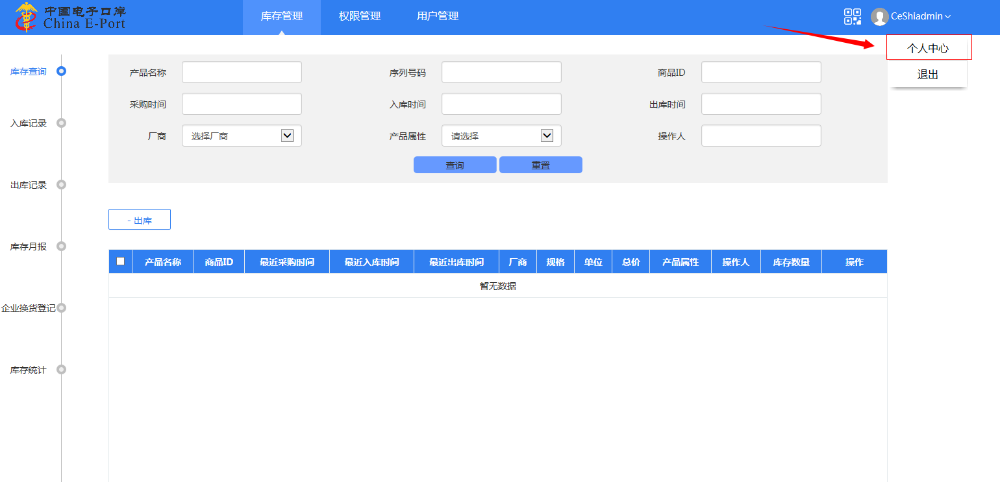 中国电子口岸
China E-Port
库存管理 权限管理 用户管理
CeShiadmin
个人中心
退出
库存查询
入库记录
出库记录
库存月报
企业换货登记
库存统计
产品名称 序列号码 商品ID
采购时间 入库时间 出库时间
厂商 选择厂商 产品属性 请选择 操作人
查询 重置
- 出库
产品名称 商品ID 最近采购时间 最近入库时间 最近出库时间 厂商 规格 单位 总价 产品属性 操作人 库存数量 操作
暂无数据